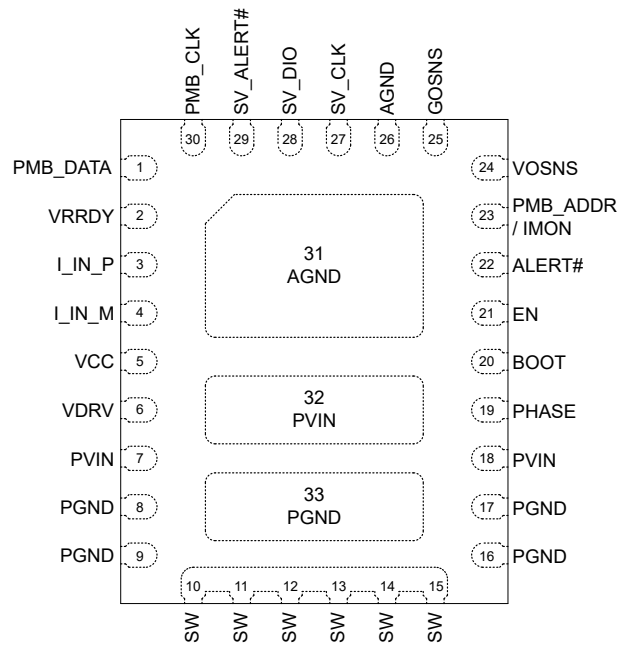 PMB_CLK
SV_ALERT#
SV_DIO
SV_CLK
AGND
GOSNS
30
29
28
27
26
25
PMB_DATA 1
VRRDY 2
I_IN_P 3
I_IN_M 4
VCC 5
VDRV 6
PVIN 7
PGND 8
PGND 9
31
AGND
32
PVIN
33
PGND
24 VOSNS
23 PMB_ADDR
/ IMON
22 ALERT#
21 EN
20 BOOT
19 PHASE
18 PVIN
17 PGND
16 PGND
10
11
12
13
14
15
SW
SW
SW
SW
SW
SW